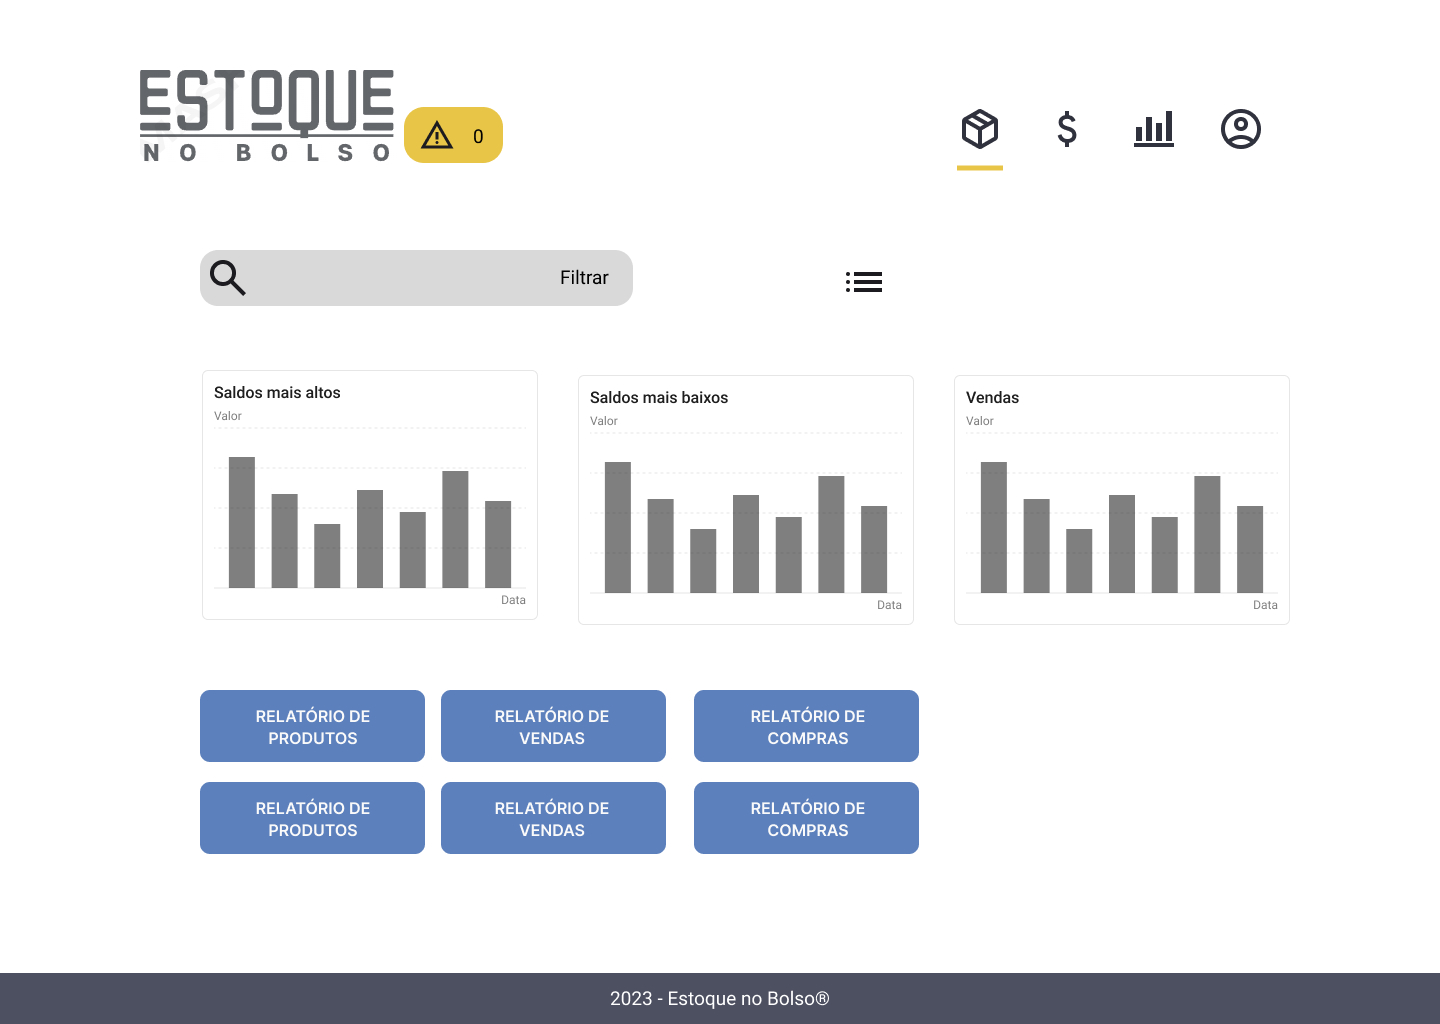 ESTOQUE
NO BOLSO
0
Filtrar
Saldos mais altos
Valor
Data
Saldos mais baixos
Valor
Data
Vendas
Valor
Data
RELATÓRIO DE
PRODUTOS
RELATÓRIO DE
VENDAS
RELATÓRIO DE
COMPRAS
RELATÓRIO DE
PRODUTOS
RELATÓRIO DE
VENDAS
RELATÓRIO DE
COMPRAS
2023 - Estoque no Bolso®